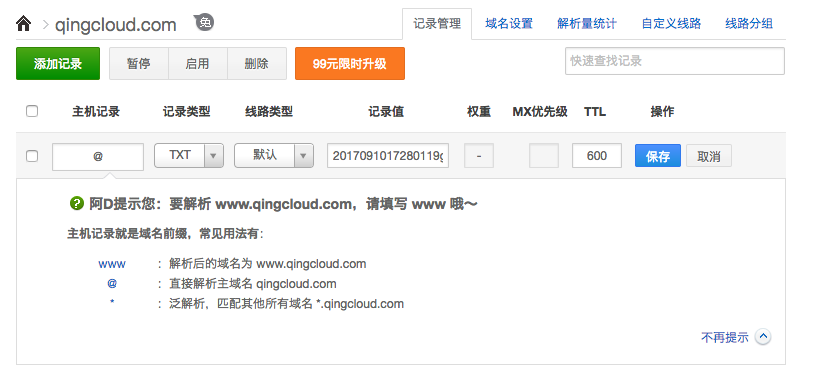 qingcloud.com 免
记录管理 域名设置 解析量统计 自定义线路 线路分组
添加记录 暂停 启用 删除 99元限时升级 快速查找记录
主机记录 记录类型 线路类型 记录值 权重 MX优先级 TTL 操作
@ TXT 默认 2017091017280119g - 600 保存 取消
? 阿D提示您：要解析 www.qingcloud.com，请填写 www 哦～
主机记录就是域名前缀，常见用法有：
www ：解析后的域名为 www.qingcloud.com
@ ：直接解析主域名 qingcloud.com
* ：泛解析，匹配其他所有域名 *.qingcloud.com
不再提示